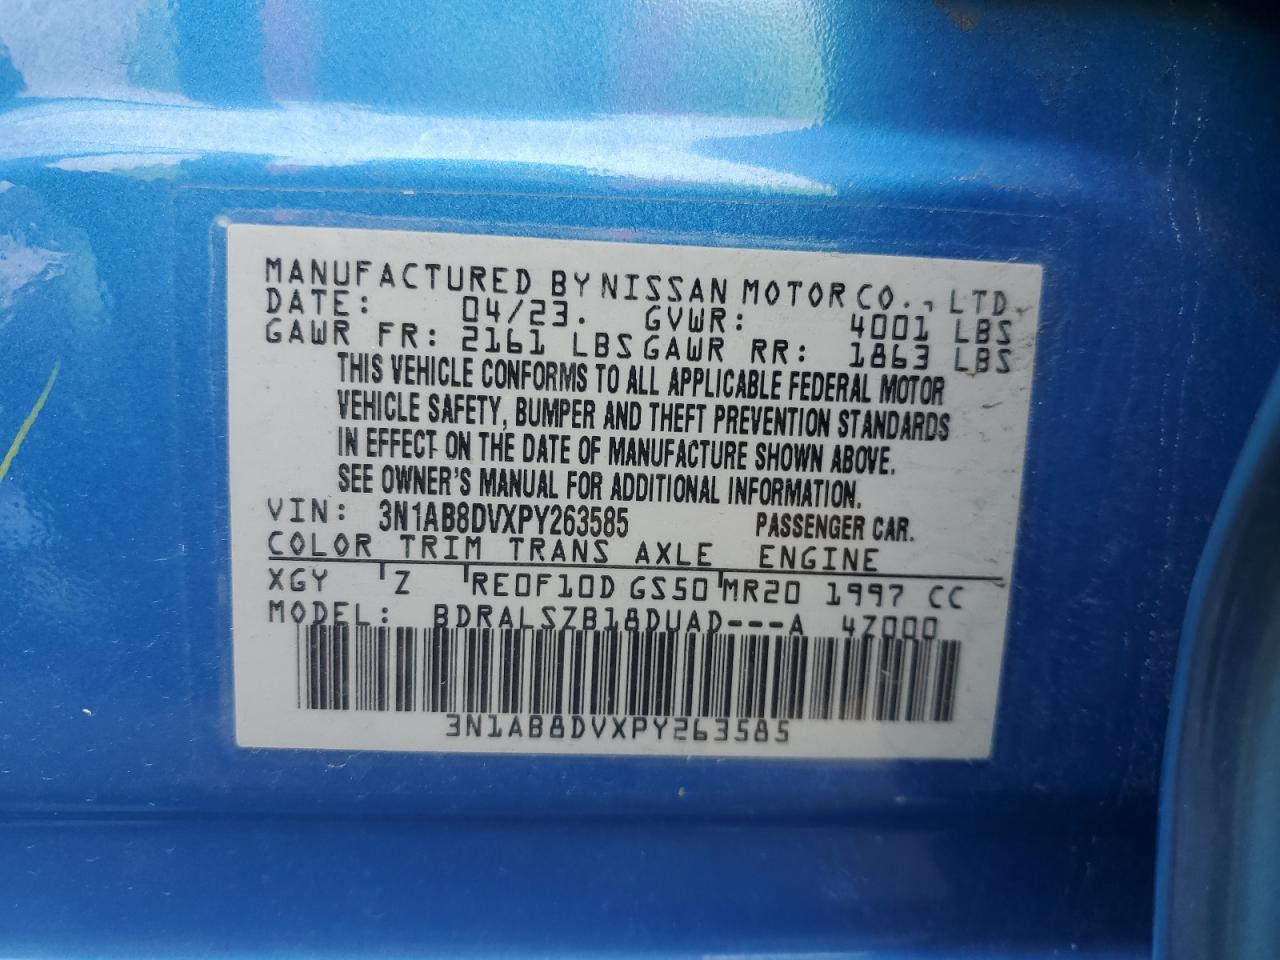 MANUFACTURED BY NISSAN MOTOR CO., LTD.
DATE: 04/23. GVWR: 4001 LBS
GAWR FR: 2161 LBS GAWR RR: 1863 LBS
THIS VEHICLE CONFORMS TO ALL APPLICABLE FEDERAL MOTOR
VEHICLE SAFETY, BUMPER AND THEFT PREVENTION STANDARDS
IN EFFECT ON THE DATE OF MANUFACTURE SHOWN ABOVE.
SEE OWNER'S MANUAL FOR ADDITIONAL INFORMATION.
VIN: 3N1AB8DVXPY263585 PASSENGER CAR.
COLOR TRIM TRANS AXLE ENGINE
XGY Z RE0F10D GS50 MR20 1997 CC
MODEL: BDRALSZB18DUAD---A 4Z000
3N1AB8DVXPY263585